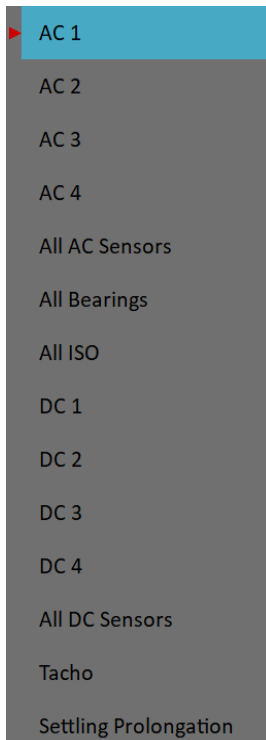 AC 1
AC 2
AC 3
AC 4
All AC Sensors
All Bearings
All ISO
DC 1
DC 2
DC 3
DC 4
All DC Sensors
Tacho
Settling Prolongation